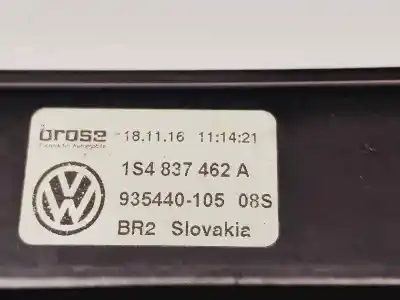 brose 18.11.16 11:14:21
1S4 837 462 A
935440-105 08S
BR2 Slovakia